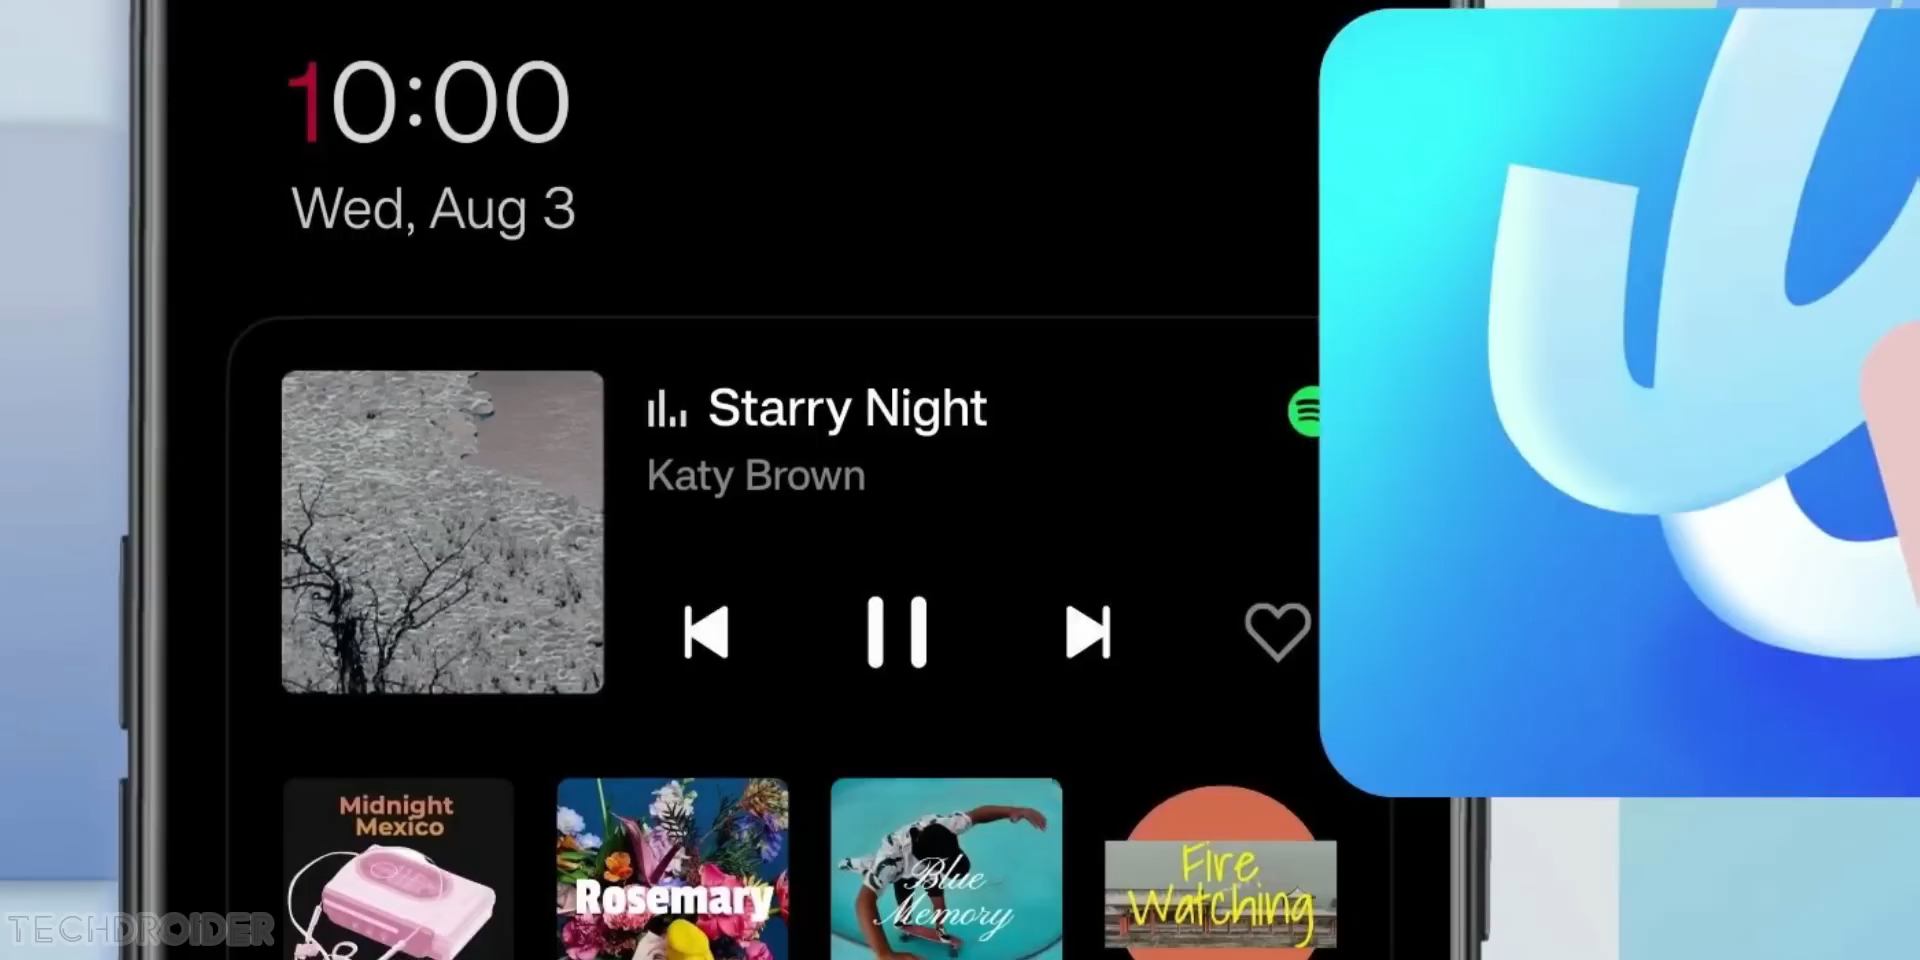 10:00
Wed, Aug 3
Starry Night
Katy Brown
Midnight
Mexico
Rosemary
Blue
Memory
Fire
Watching
TECHDROIDER